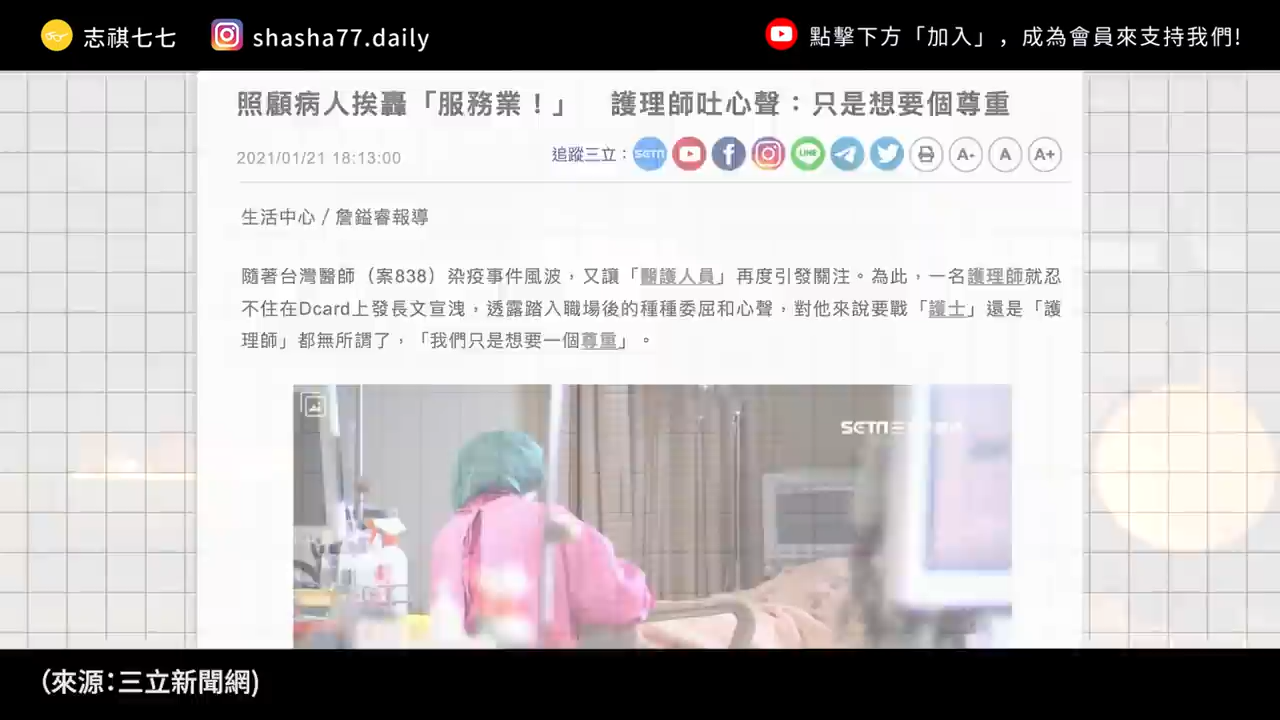 志祺七七
shasha77.daily
點擊下方「加入」，成為會員來支持我們!
照顧病人挨轟「服務業！」 護理師吐心聲：只是想要個尊重
2021/01/21 18:13:00
追蹤三立：
SETN
LINE
A-
A
A+
生活中心 / 詹鎰睿報導
隨著台灣醫師（案838）染疫事件風波，又讓「醫護人員」再度引發關注。為此，一名護理師就忍
不住在Dcard上發長文宣洩，透露踏入職場後的種種委屈和心聲，對他來說要戰「護士」還是「護
理師」都無所謂了，「我們只是想要一個尊重」。
SETN
(來源：三立新聞網)